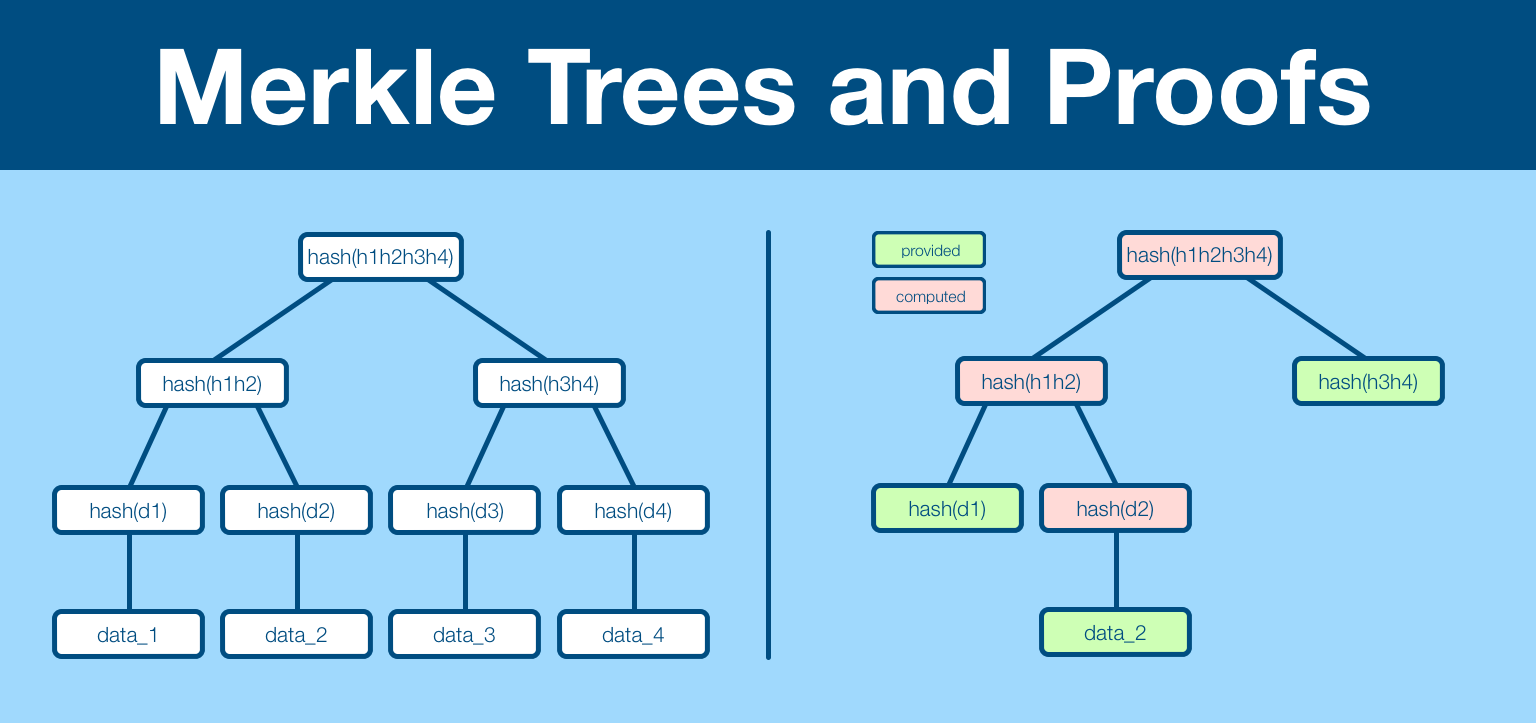 Merkle Trees and Proofs
hash(h1h2h3h4)
hash(h1h2)
hash(h3h4)
hash(d1)
hash(d2)
hash(d3)
hash(d4)
data_1
data_2
data_3
data_4
provided
computed
hash(h1h2h3h4)
hash(h1h2)
hash(h3h4)
hash(d1)
hash(d2)
data_2